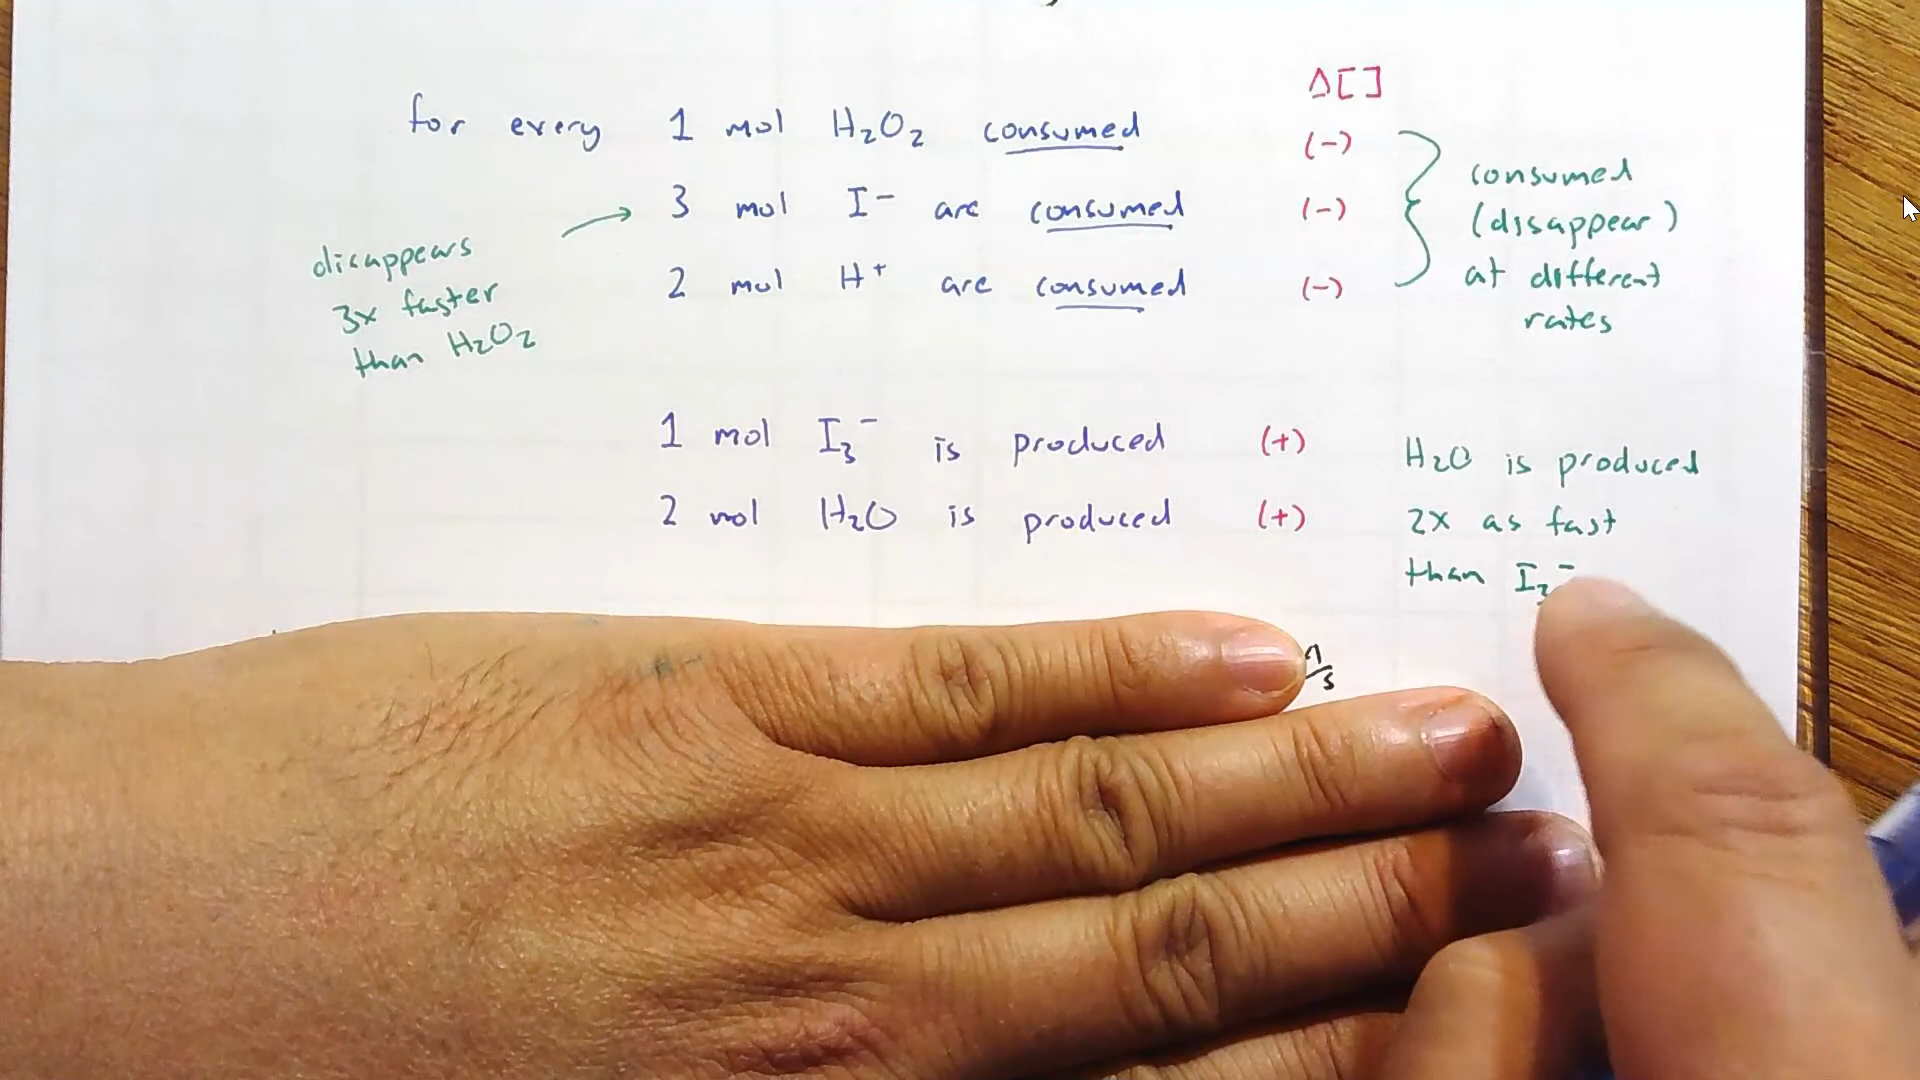 Δ[]
for every 1 mol H₂O₂ consumed (-)
3 mol I⁻ are consumed (-)
2 mol H⁺ are consumed (-)
consumed
(disappear)
at different
rates
disappears
3x faster
than H₂O₂
1 mol I₃⁻ is produced (+)
2 mol H₂O is produced (+)
H₂O is produced
2x as fast
than I₃⁻